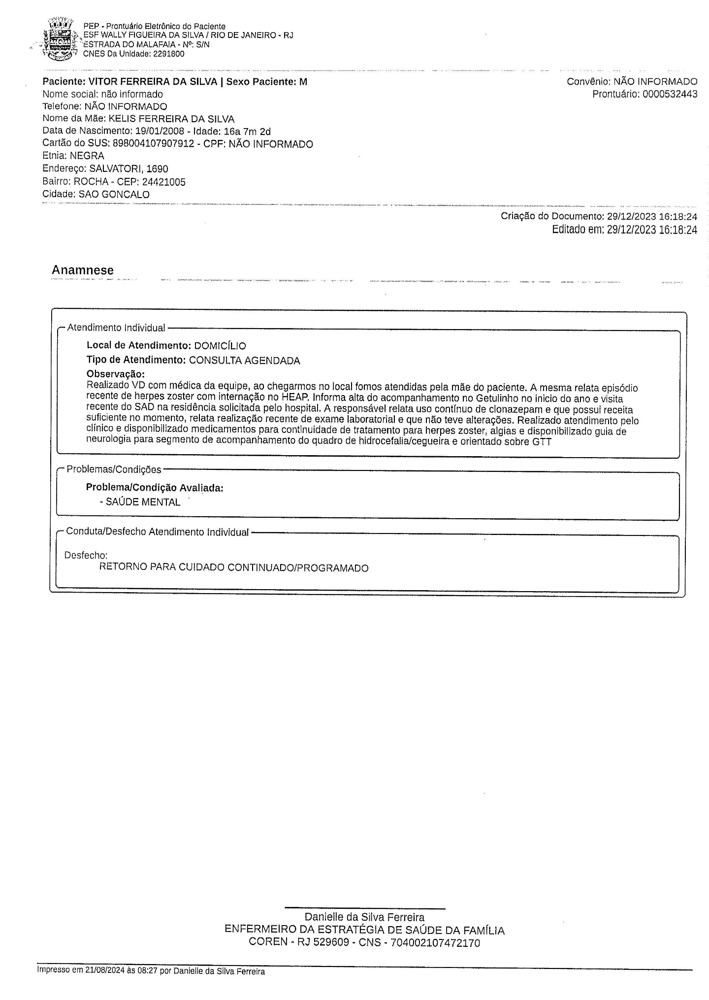 PEP - Prontuário Eletrônico do Paciente
ESF WALLY FIGUEIRA DA SILVA / RIO DE JANEIRO - RJ
ESTRADA DO MALAFAIA - Nº: S/N
CNES Da Unidade: 2291800
Paciente: VITOR FERREIRA DA SILVA | Sexo Paciente: M
Convênio: NÃO INFORMADO
Nome social: não informado
Prontuário: 0000532443
Telefone: NÃO INFORMADO
Nome da Mãe: KELIS FERREIRA DA SILVA
Data de Nascimento: 19/01/2008 - Idade: 16a 7m 2d
Cartão do SUS: 898004107907912 - CPF: NÃO INFORMADO
Etnia: NEGRA
Endereço: SALVATORI, 1690
Bairro: ROCHA - CEP: 24421005
Cidade: SAO GONCALO
Criação do Documento: 29/12/2023 16:18:24
Editado em: 29/12/2023 16:18:24
Anamnese
Atendimento Individual
Local de Atendimento: DOMICÍLIO
Tipo de Atendimento: CONSULTA AGENDADA
Observação:
Realizado VD com médica da equipe, ao chegarmos no local fomos atendidas pela mãe do paciente. A mesma relata episódio
recente de herpes zoster com internação no HEAP. Informa alta do acompanhamento no Getulinho no inicio do ano e visita
recente do SAD na residência solicitada pelo hospital. A responsável relata uso contínuo de clonazepam e que possui receita
suficiente no momento, relata realização recente de exame laboratorial e que não teve alterações. Realizado atendimento pelo
clínico e disponibilizado medicamentos para continuidade de tratamento para herpes zoster, algias e disponibilizado guia de
neurologia para segmento de acompanhamento do quadro de hidrocefalia/cegueira e orientado sobre GTT
Problemas/Condições
Problema/Condição Avaliada:
- SAÚDE MENTAL
Conduta/Desfecho Atendimento Individual
Desfecho:
RETORNO PARA CUIDADO CONTINUADO/PROGRAMADO
Danielle da Silva Ferreira
ENFERMEIRO DA ESTRATÉGIA DE SAÚDE DA FAMÍLIA
COREN - RJ 529609 - CNS - 704002107472170
Impresso em 21/08/2024 às 08:27 por Danielle da Silva Ferreira